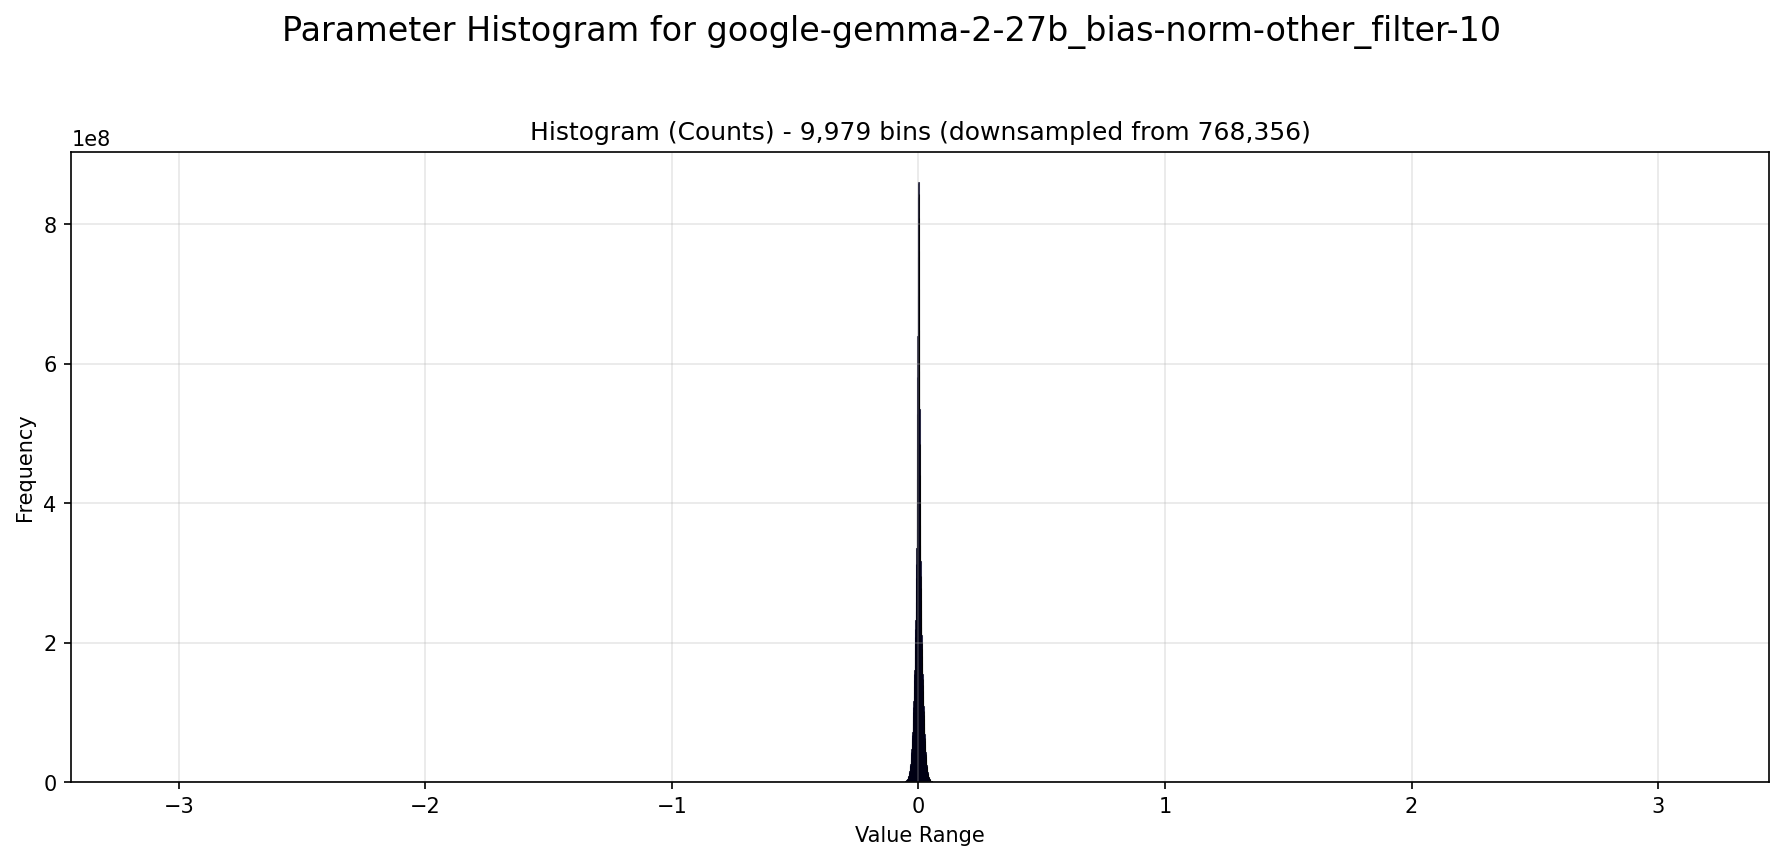 Parameter Histogram for google-gemma-2-27b_bias-norm-other_filter-10
Histogram (Counts) - 9,979 bins (downsampled from 768,356)
1e8
8
6
4
2
0
Frequency
−3
−2
−1
0
1
2
3
Value Range